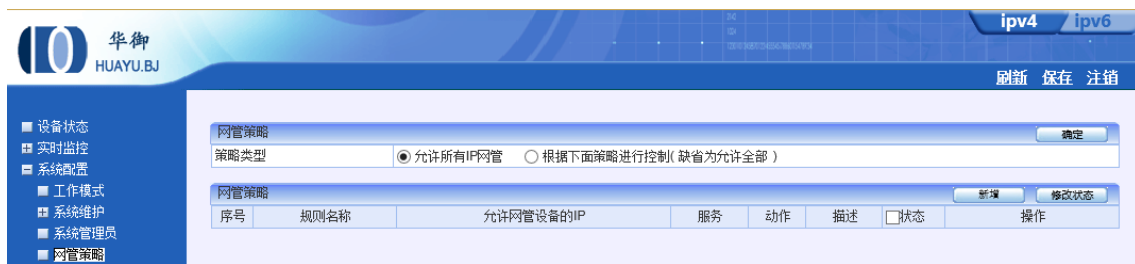 华御
HUAYU.BJ
ipv4 ipv6
刷新 保存 注销
设备状态
实时监控
系统配置
工作模式
系统维护
系统管理员
网管策略
网管策略 确定
策略类型 允许所有IP网管 根据下面策略进行控制( 缺省为允许全部 )
网管策略 新增 修改状态
序号 规则名称 允许网管设备的IP 服务 动作 描述 状态 操作